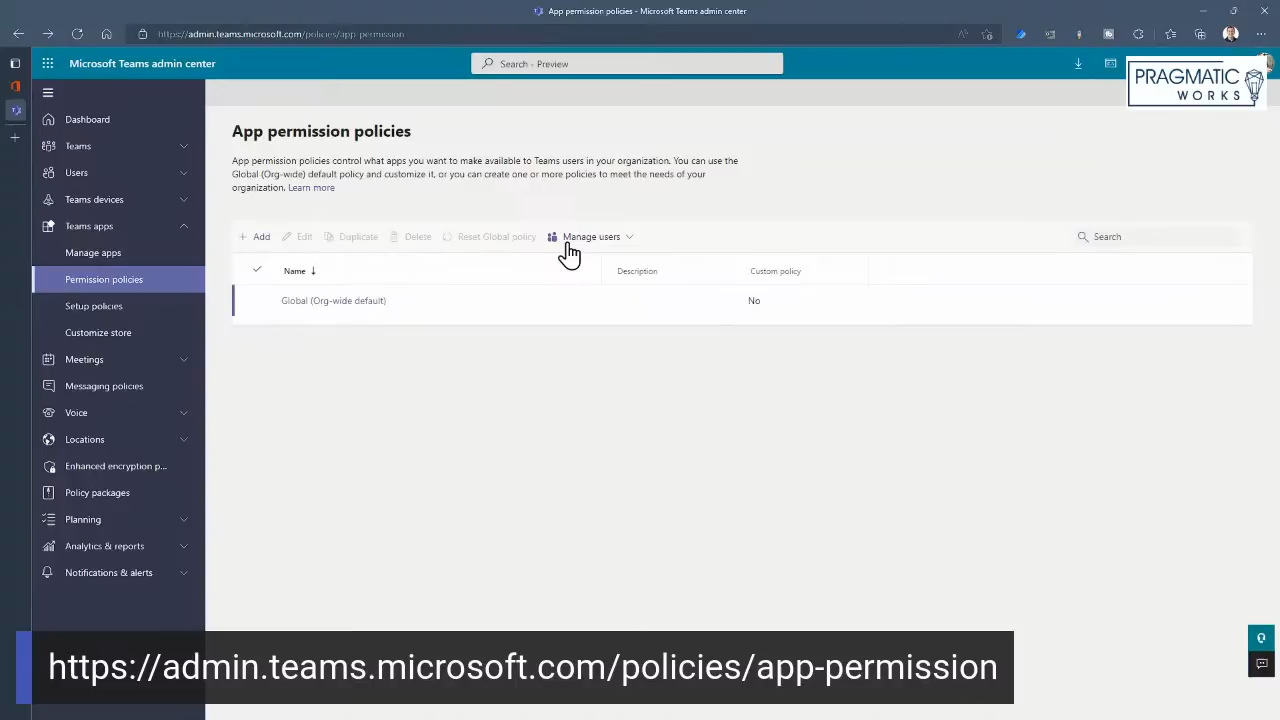 App permission policies - Microsoft Teams admin center
https://admin.teams.microsoft.com/policies/app-permission
Microsoft Teams admin center
Search - Preview
PRAGMATIC
WORKS
Dashboard
Teams
Users
Teams devices
Teams apps
Manage apps
Permission policies
Setup policies
Customize store
Meetings
Messaging policies
Voice
Locations
Enhanced encryption p...
Policy packages
Planning
Analytics & reports
Notifications & alerts
App permission policies
App permission policies control what apps you want to make available to Teams users in your organization. You can use the
Global (Org-wide) default policy and customize it, or you can create one or more policies to meet the needs of your
organization. Learn more
+ Add Edit Duplicate Delete Reset Global policy Manage users Search
Name ↓ Description Custom policy
Global (Org-wide default) No
https://admin.teams.microsoft.com/policies/app-permission